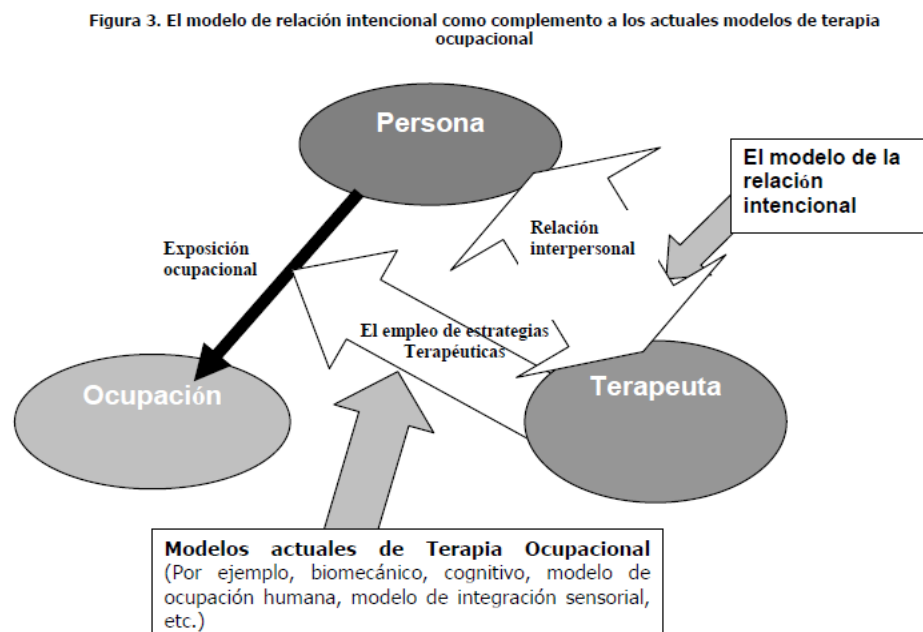 Figura 3. El modelo de relación intencional como complemento a los actuales modelos de terapia
ocupacional
Persona
El modelo de la
relación
intencional
Relación
interpersonal
Exposición
ocupacional
El empleo de estrategias
Terapéuticas
Ocupación
Terapeuta
Modelos actuales de Terapia Ocupacional
(Por ejemplo, biomecánico, cognitivo, modelo de
ocupación humana, modelo de integración sensorial,
etc.)